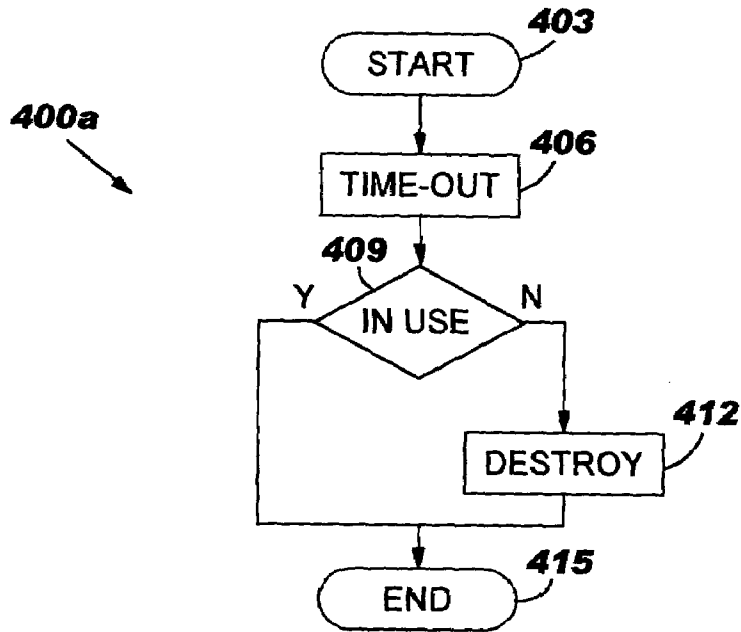 403
START
400a
406
TIME-OUT
409
Y
N
IN USE
412
DESTROY
415
END